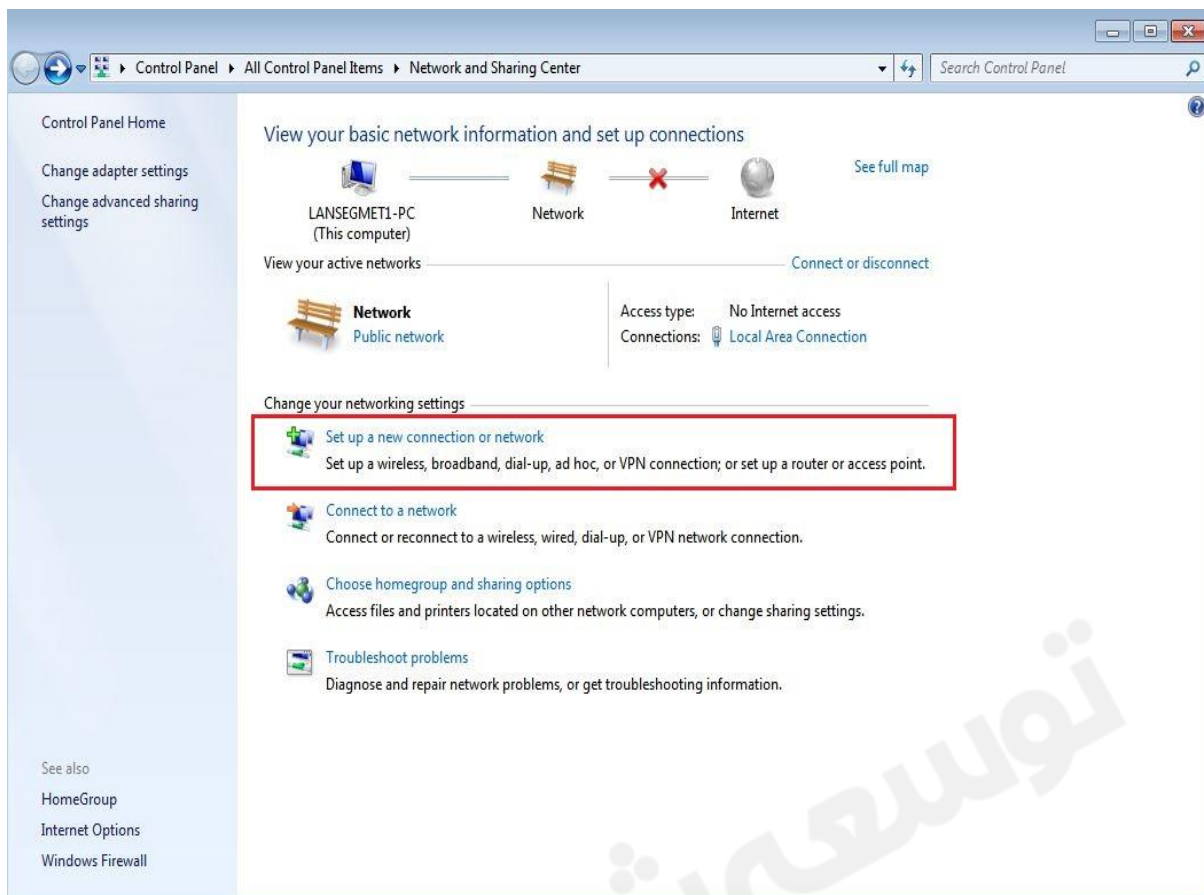 Control Panel
All Control Panel Items
Network and Sharing Center
Search Control Panel
Control Panel Home
Change adapter settings
Change advanced sharing
settings
View your basic network information and set up connections
See full map
LANSEGMET1-PC
(This computer)
Network
Internet
View your active networks
Connect or disconnect
Network
Public network
Access type: No Internet access
Connections: Local Area Connection
Change your networking settings
Set up a new connection or network
Set up a wireless, broadband, dial-up, ad hoc, or VPN connection; or set up a router or access point.
Connect to a network
Connect or reconnect to a wireless, wired, dial-up, or VPN network connection.
Choose homegroup and sharing options
Access files and printers located on other network computers, or change sharing settings.
Troubleshoot problems
Diagnose and repair network problems, or get troubleshooting information.
See also
HomeGroup
Internet Options
Windows Firewall
توسعه